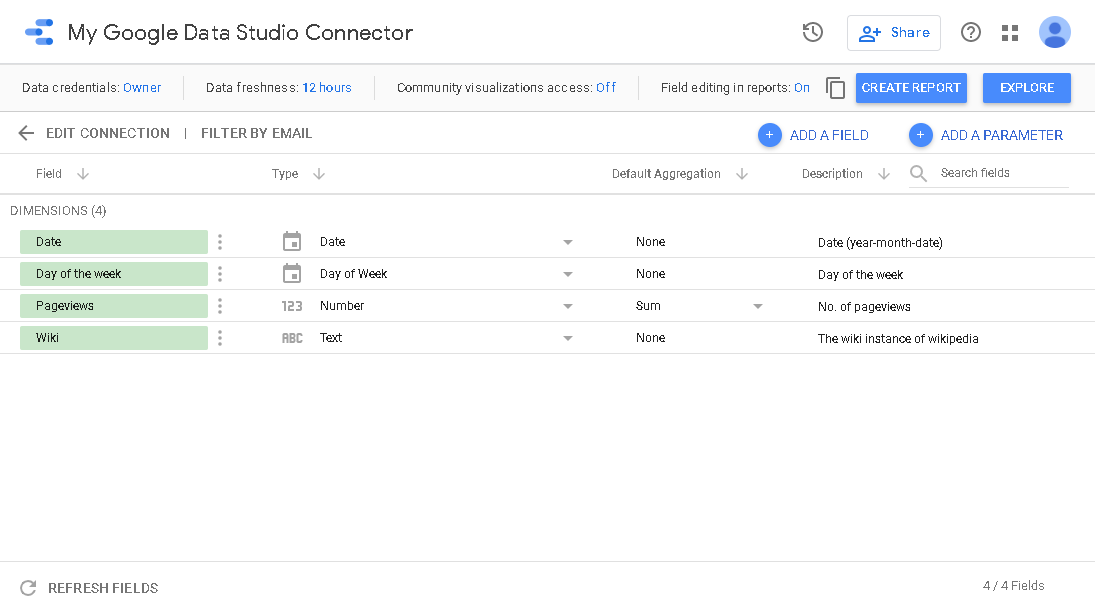 My Google Data Studio Connector
Share
Data credentials: Owner
Data freshness: 12 hours
Community visualizations access: Off
Field editing in reports: On
CREATE REPORT
EXPLORE
EDIT CONNECTION | FILTER BY EMAIL
+ ADD A FIELD
+ ADD A PARAMETER
Field
Type
Default Aggregation
Description
Search fields
DIMENSIONS (4)
Date
Date
None
Date (year-month-date)
Day of the week
Day of Week
None
Day of the week
Pageviews
123
Number
Sum
No. of pageviews
Wiki
ABC
Text
None
The wiki instance of wikipedia
REFRESH FIELDS
4 / 4 Fields